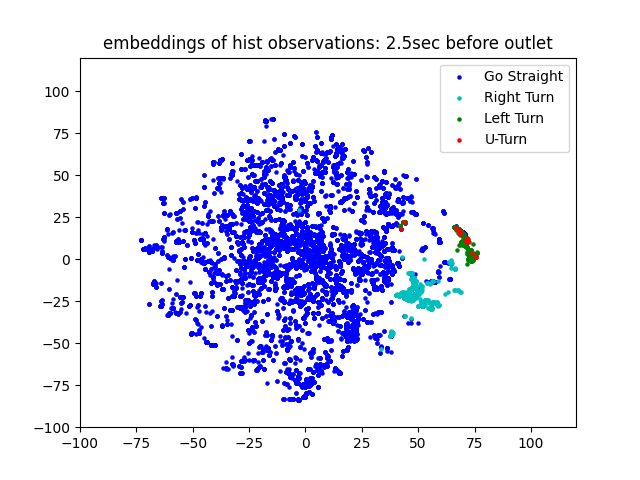 embeddings of hist observations: 2.5sec before outlet
Go Straight
Right Turn
Left Turn
U-Turn
100
75
50
25
0
−25
−50
−75
−100
−100 −75 −50 −25 0 25 50 75 100